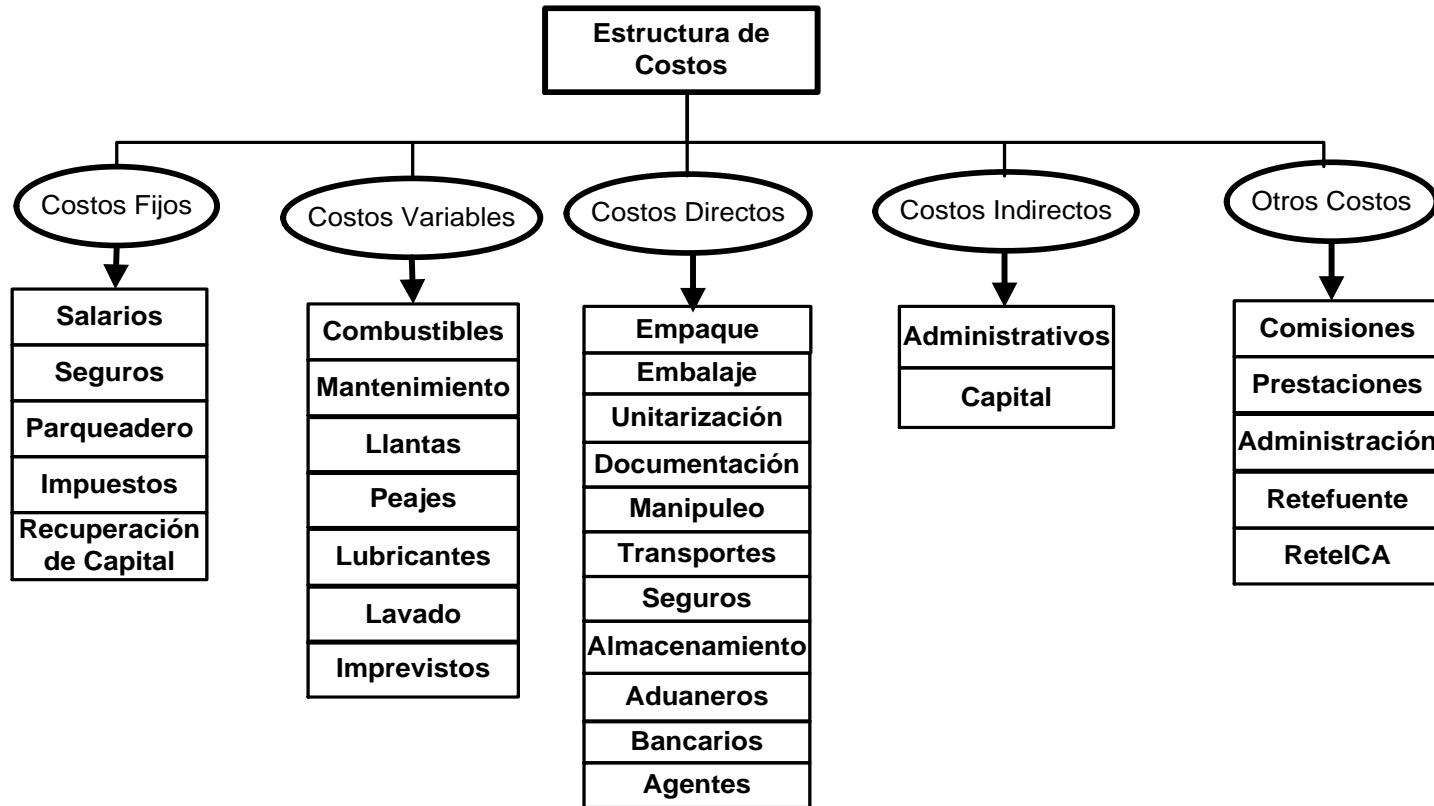 Estructura de
Costos
Costos Fijos
Salarios
Seguros
Parqueadero
Impuestos
Recuperación
de Capital
Costos Variables
Combustibles
Mantenimiento
Llantas
Peajes
Lubricantes
Lavado
Imprevistos
Costos Directos
Empaque
Embalaje
Unitarización
Documentación
Manipuleo
Transportes
Seguros
Almacenamiento
Aduaneros
Bancarios
Agentes
Costos Indirectos
Administrativos
Capital
Otros Costos
Comisiones
Prestaciones
Administración
Retefuente
ReteICA